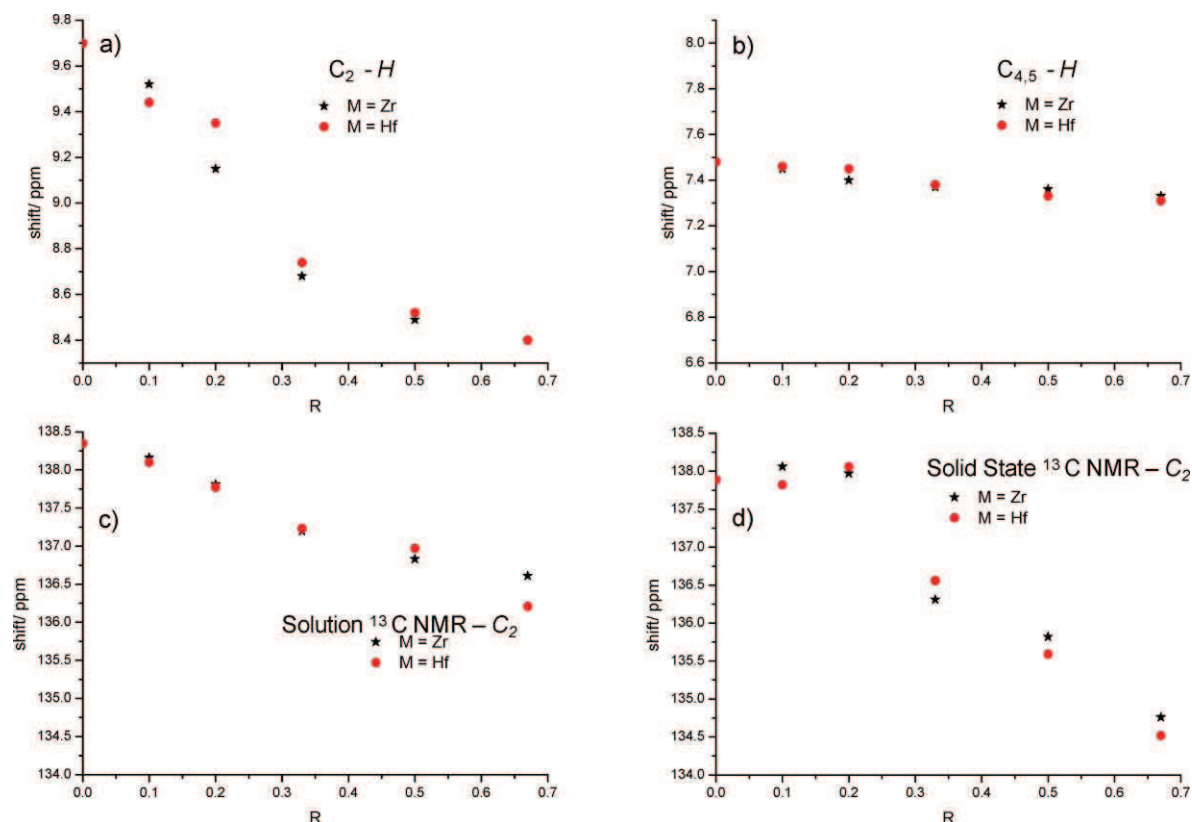 a)
C₂ - H
M = Zr
M = Hf
shift/ ppm
9.8
9.6
9.4
9.2
9.0
8.8
8.6
8.4
0.0 0.1 0.2 0.3 0.4 0.5 0.6 0.7
R
b)
C₄,₅ - H
M = Zr
M = Hf
shift/ ppm
8.0
7.8
7.6
7.4
7.2
7.0
6.8
6.6
0.0 0.1 0.2 0.3 0.4 0.5 0.6 0.7
R
c)
Solution ¹³C NMR – C₂
M = Zr
M = Hf
shift/ ppm
138.5
138.0
137.5
137.0
136.5
136.0
135.5
135.0
134.5
134.0
0.0 0.1 0.2 0.3 0.4 0.5 0.6 0.7
R
d)
Solid State ¹³C NMR – C₂
M = Zr
M = Hf
shift/ ppm
138.5
138.0
137.5
137.0
136.5
136.0
135.5
135.0
134.5
134.0
0.0 0.1 0.2 0.3 0.4 0.5 0.6 0.7
R